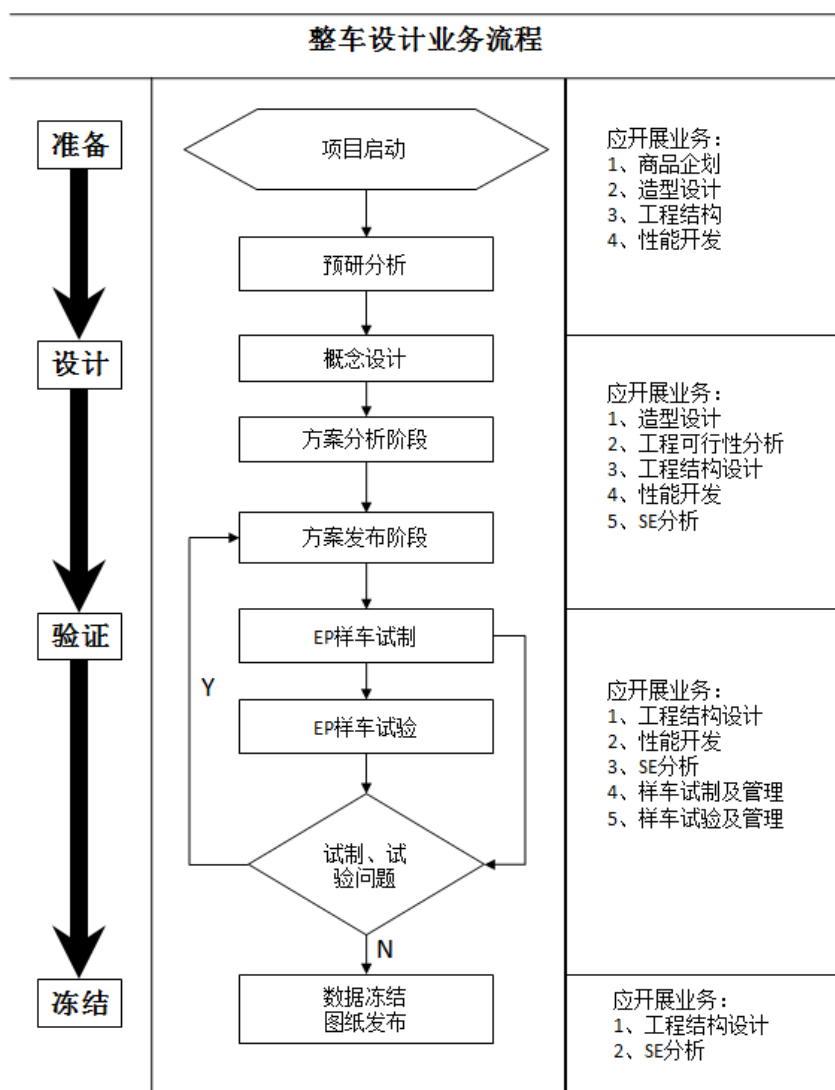 整车设计业务流程
准备
项目启动
应开展业务：
1、商品企划
2、造型设计
3、工程结构
4、性能开发
预研分析
设计
概念设计
应开展业务：
1、造型设计
2、工程可行性分析
3、工程结构设计
4、性能开发
5、SE分析
方案分析阶段
方案发布阶段
验证
EP样车试制
Y
EP样车试验
应开展业务：
1、工程结构设计
2、性能开发
3、SE分析
4、样车试制及管理
5、样车试验及管理
试制、试
验问题
N
冻结
数据冻结
图纸发布
应开展业务：
1、工程结构设计
2、SE分析